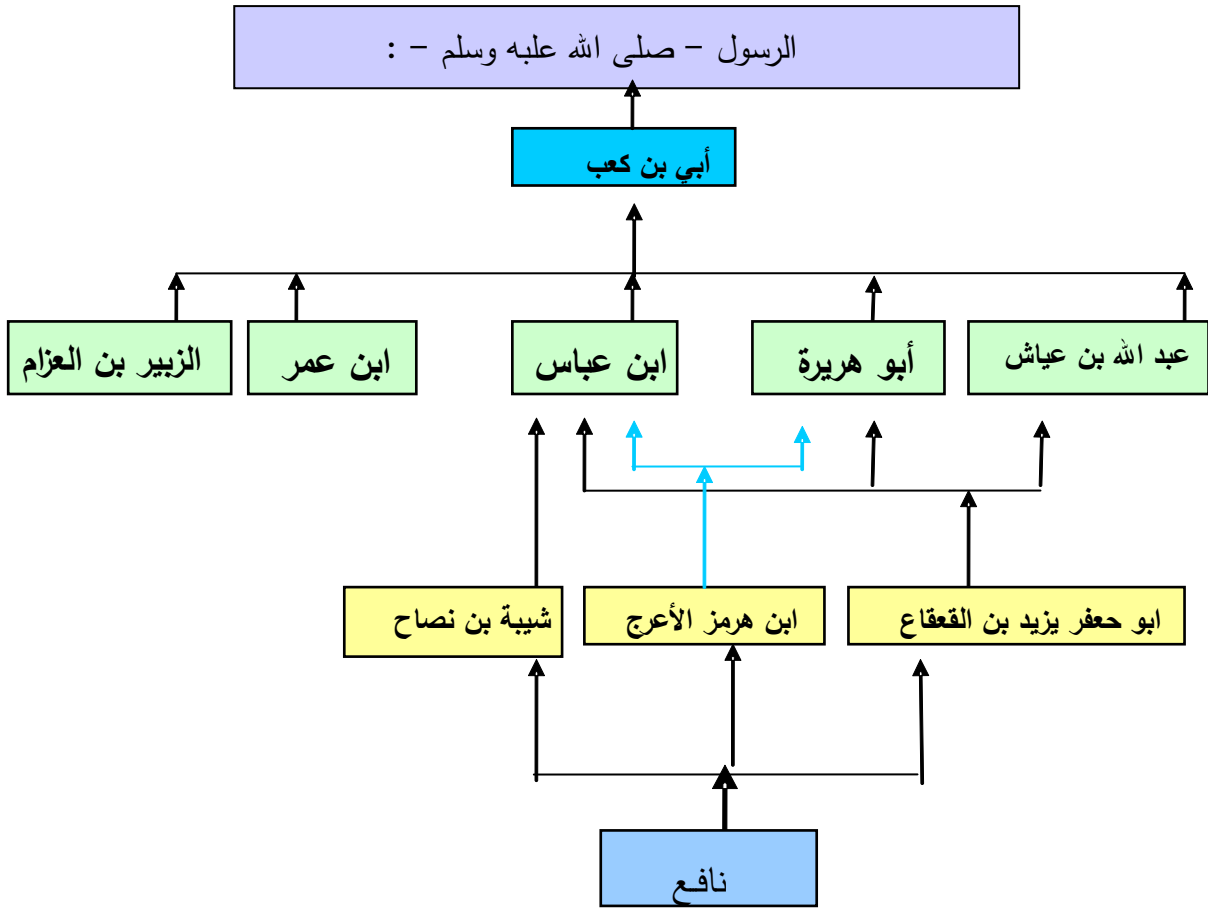 الرسول – صلى الله علبه وسلم – :
أبي بن كعب
عبد الله بن عياش
أبو هريرة
ابن عباس
ابن عمر
الزبير بن العزام
ابو حعفر يزيد بن القعقاع
ابن هرمز الأعرج
شيبة بن نصاح
نافع